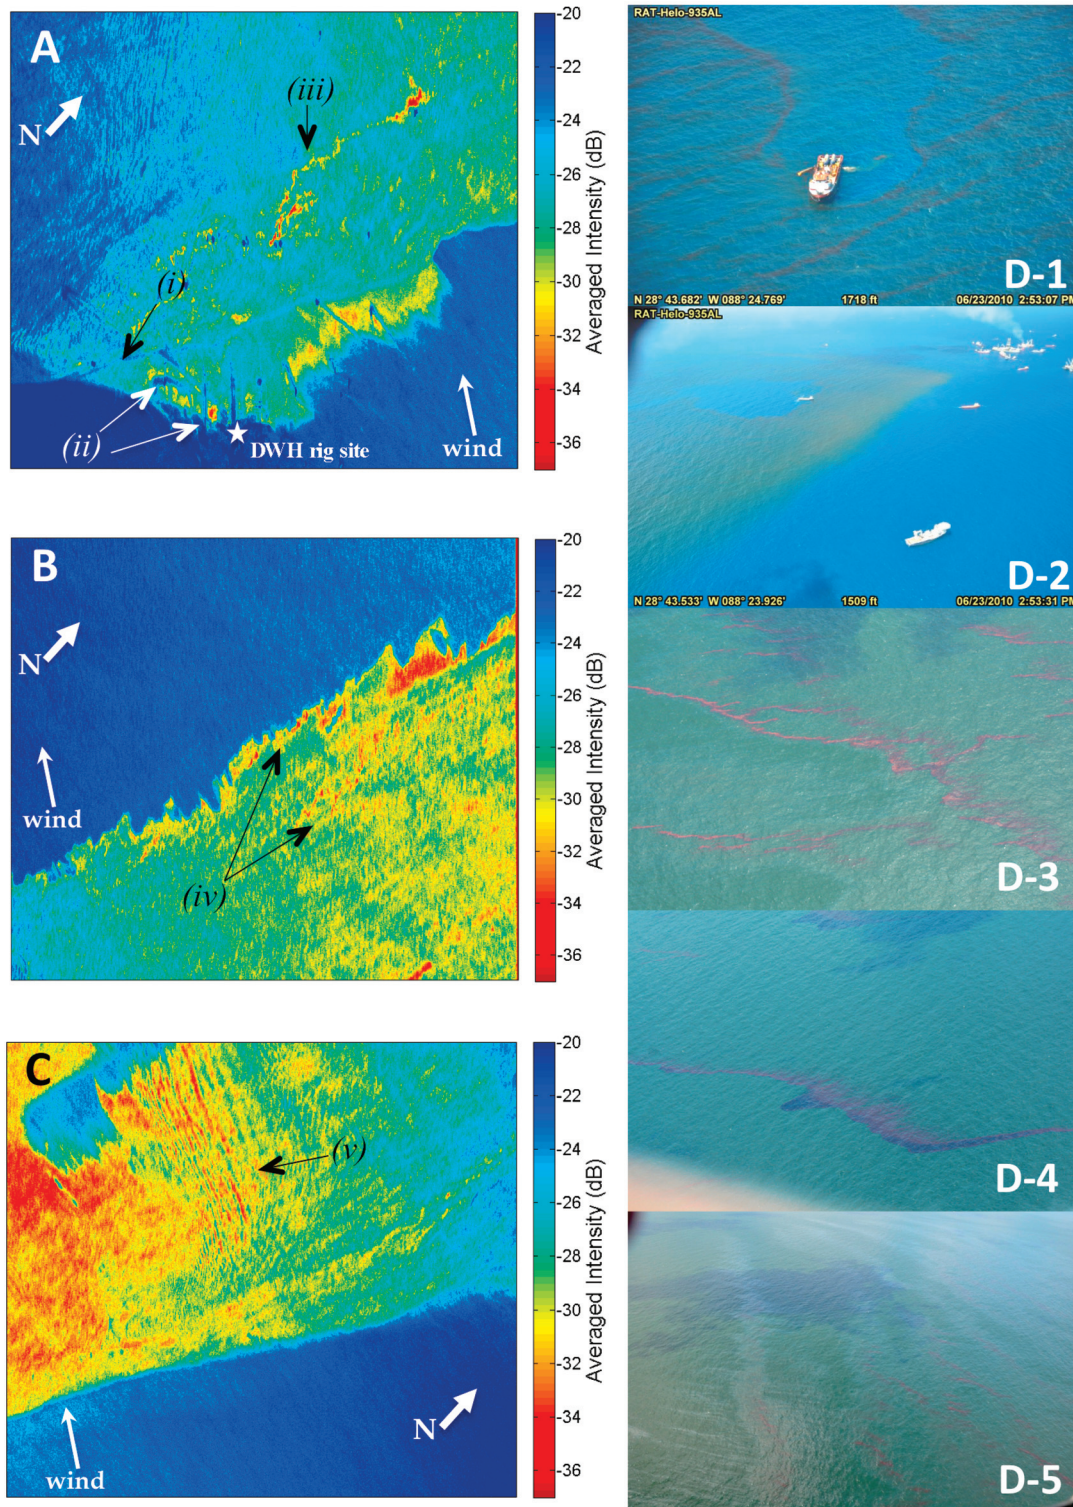 A
N
(i)
(ii)
(iii)
DWH rig site
wind
-20
-22
-24
-26
-28
-30
-32
-34
-36
Averaged Intensity (dB)
B
N
wind
(iv)
-20
-22
-24
-26
-28
-30
-32
-34
-36
Averaged Intensity (dB)
C
(v)
N
wind
-20
-22
-24
-26
-28
-30
-32
-34
-36
Averaged Intensity (dB)
RAT-Helo-935AL
D-1
N 28° 43.682' W 088° 24.769' 1718 ft 06/23/2010 2:53:07 PM
RAT-Helo-935AL
D-2
N 28° 43.533' W 088° 23.926' 1509 ft 06/23/2010 2:53:31 PM
D-3
D-4
D-5